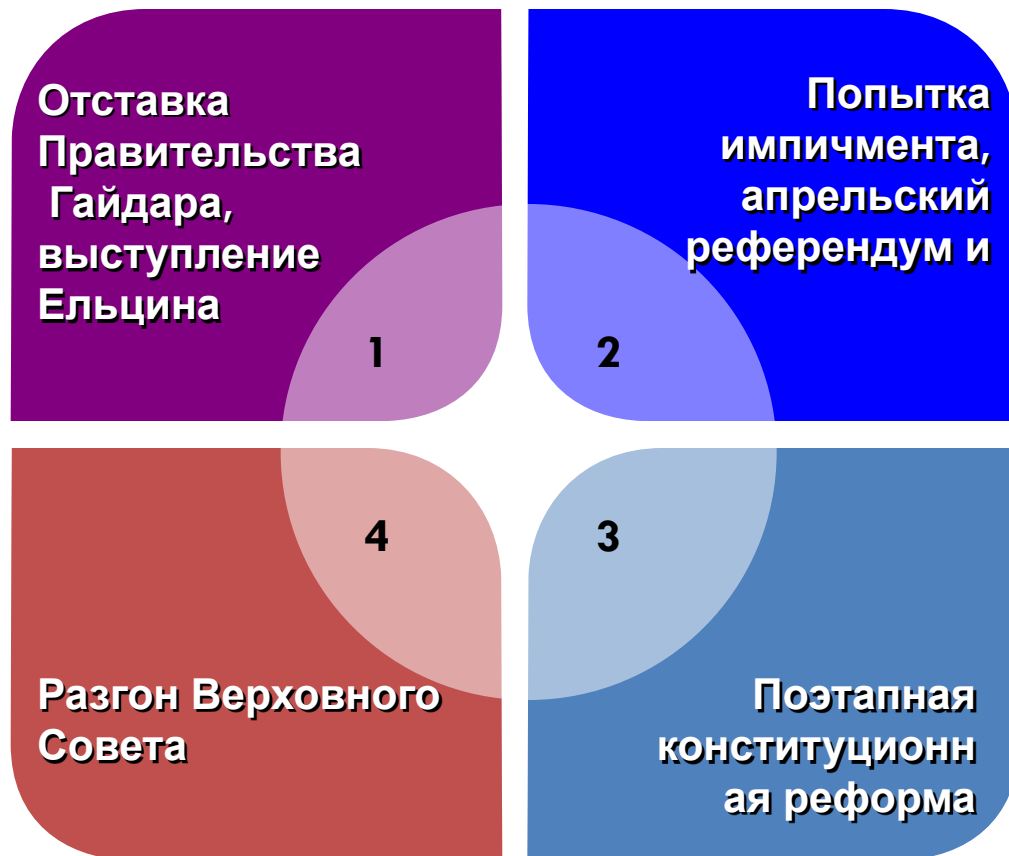 Отставка
Правительства
Гайдара,
выступление
Ельцина
1
Попытка
импичмента,
апрельский
референдум и
2
4
Разгон Верховного
Совета
3
Поэтапная
конституционн
ая реформа